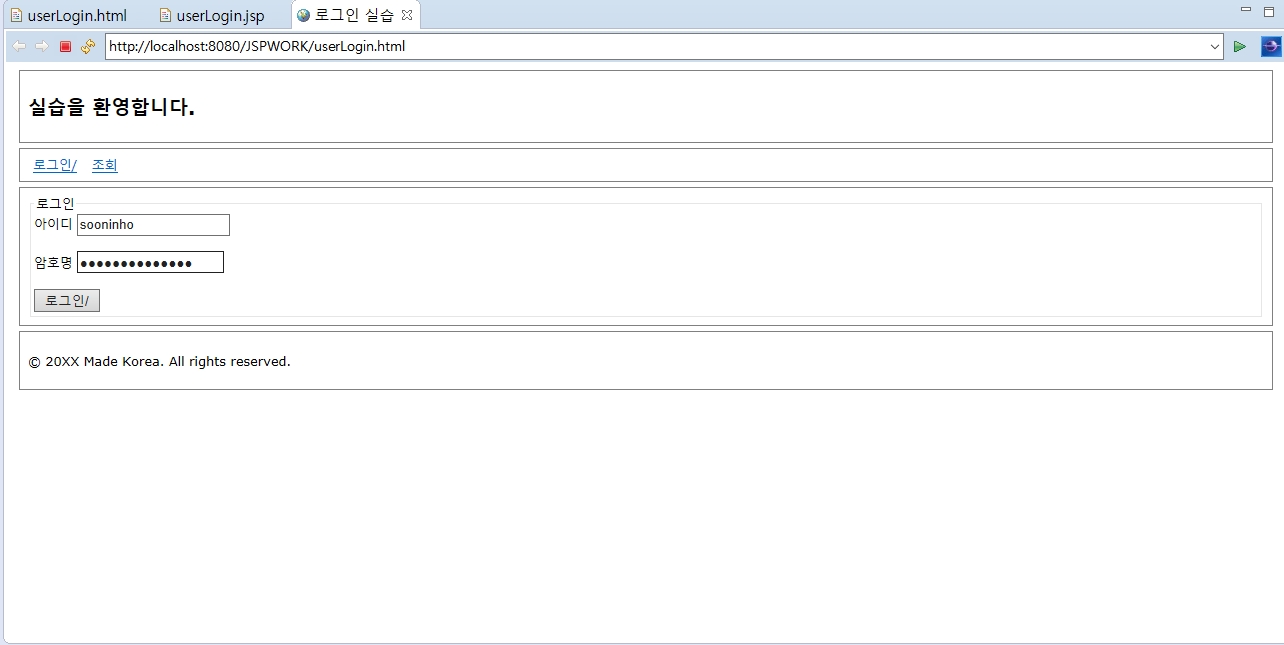 userLogin.html userLogin.jsp 로그인 실습
http://localhost:8080/JSPWORK/userLogin.html
실습을 환영합니다.
로그인/ 조회
로그인
아이디 sooninho
암호명 ●●●●●●●●●●●●●●
로그인/
© 20XX Made Korea. All rights reserved.